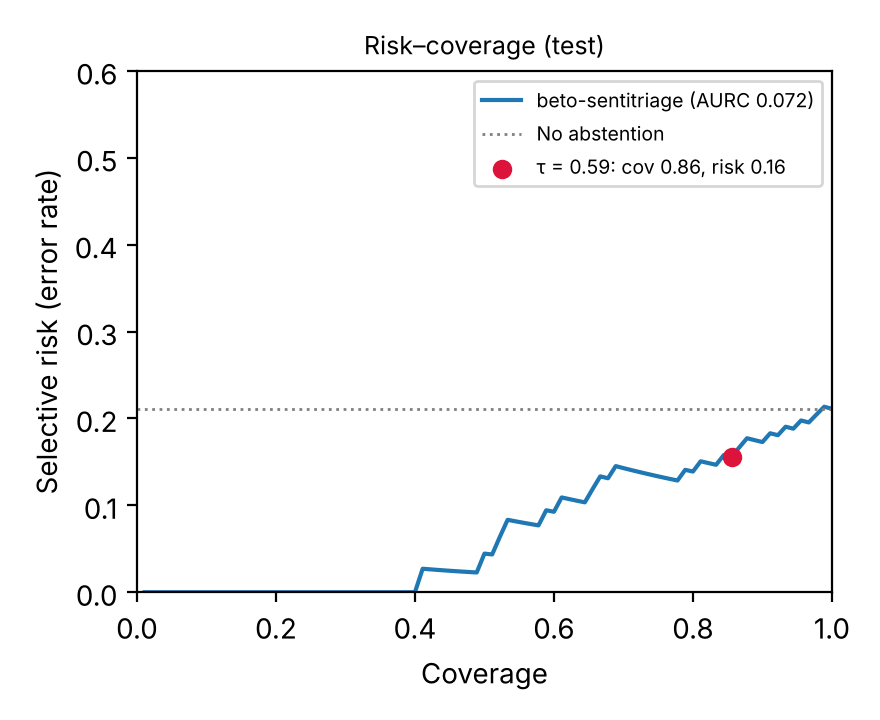 Risk–coverage (test)
beto-sentitriage (AURC 0.072)
No abstention
τ = 0.59: cov 0.86, risk 0.16
Selective risk (error rate)
0.6
0.5
0.4
0.3
0.2
0.1
0.0
0.0 0.2 0.4 0.6 0.8 1.0
Coverage